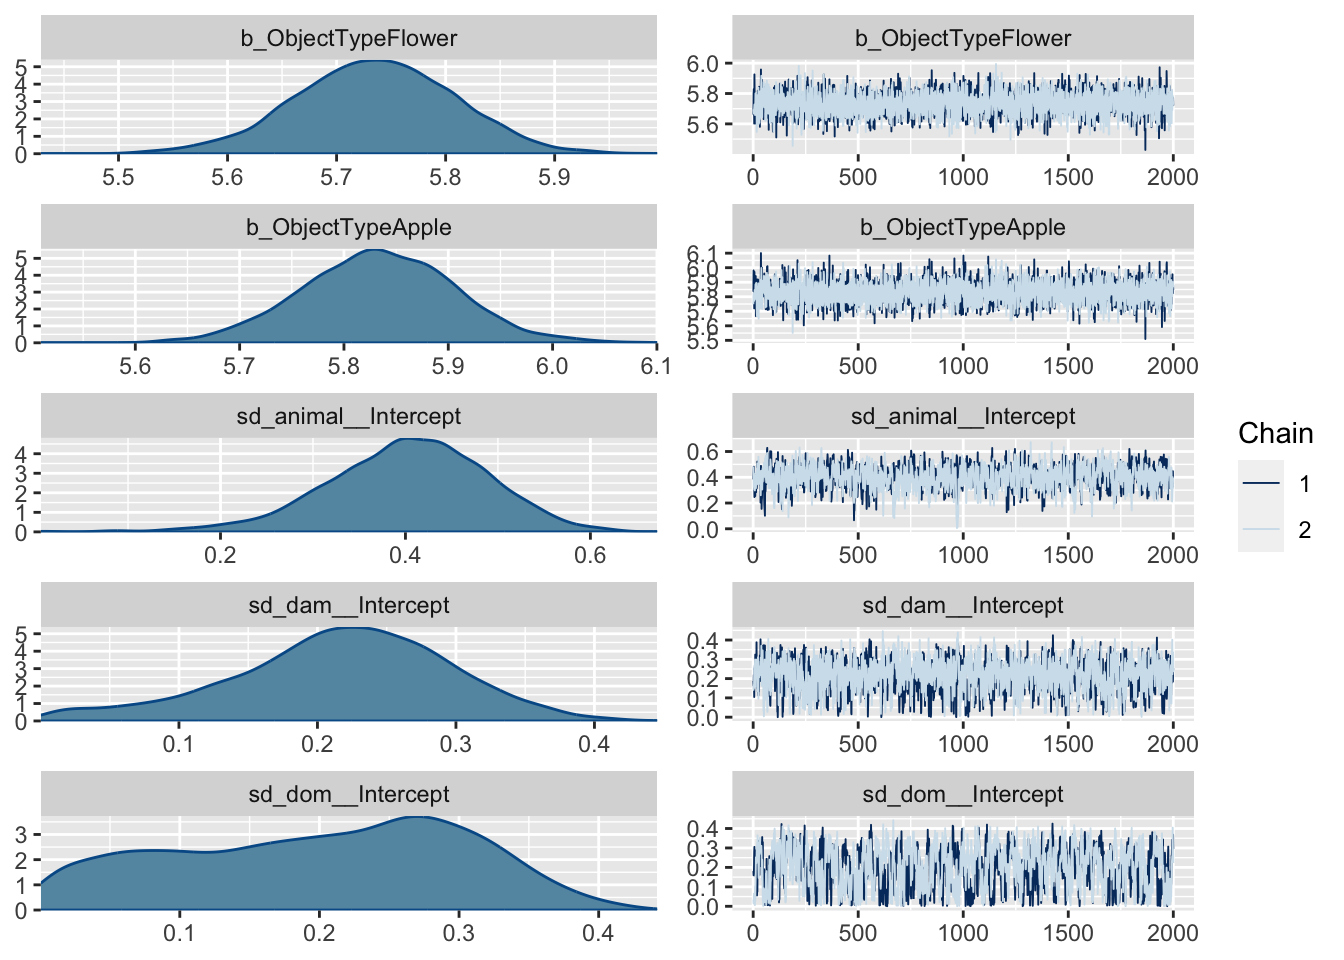 b_ObjectTypeFlower
5
4
3
2
1
0
5.5 5.6 5.7 5.8 5.9
b_ObjectTypeFlower
6.0
5.8
5.6
0 500 1000 1500 2000
b_ObjectTypeApple
5
4
3
2
1
0
5.6 5.7 5.8 5.9 6.0 6.1
b_ObjectTypeApple
6.1
6.0
5.9
5.8
5.7
5.6
5.5
0 500 1000 1500 2000
sd_animal__Intercept
4
3
2
1
0
0.2 0.4 0.6
sd_animal__Intercept
0.6
0.4
0.2
0.0
0 500 1000 1500 2000
Chain
1
2
sd_dam__Intercept
5
4
3
2
1
0
0.1 0.2 0.3 0.4
sd_dam__Intercept
0.4
0.3
0.2
0.1
0.0
0 500 1000 1500 2000
sd_dom__Intercept
3
2
1
0
0.1 0.2 0.3 0.4
sd_dom__Intercept
0.4
0.3
0.2
0.1
0.0
0 500 1000 1500 2000